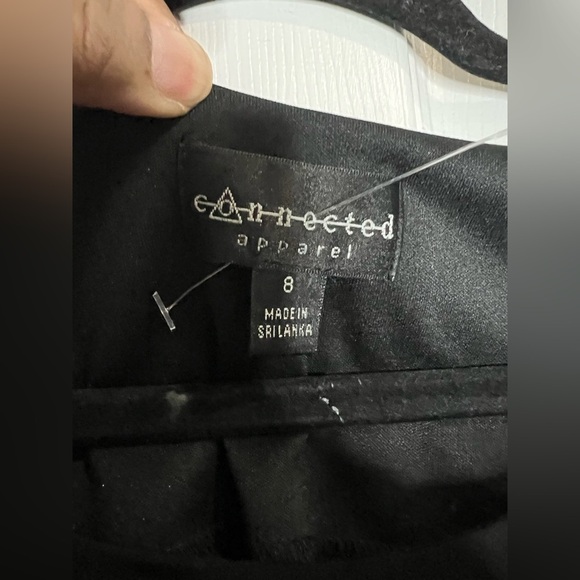 connected
apparel
8
MADE IN
SRI LANKA